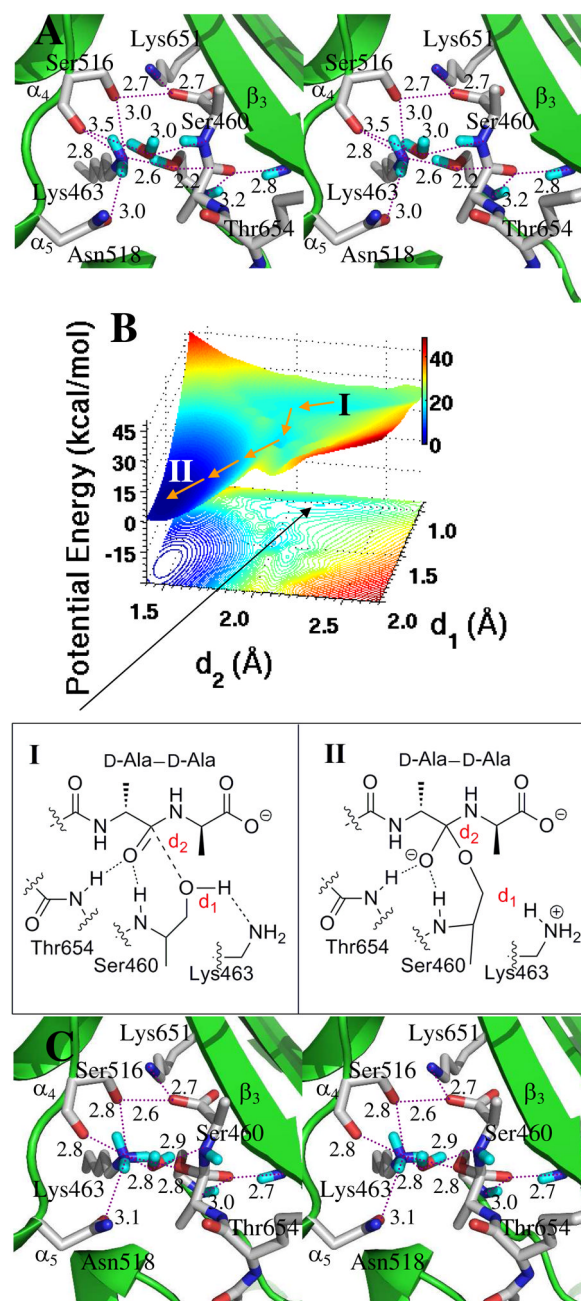 A
Lys651
Lys651
Ser516
Ser516
α4
2.7
2.7
β3
α4
2.7
2.7
β3
3.0
3.0
3.5
3.0
Ser460
3.5
3.0
Ser460
2.8
2.6
2.2
2.8
2.8
2.6
2.2
2.8
Lys463
3.2
Lys463
3.2
3.0
3.0
Thr654
Thr654
α5
Asn518
α5
Asn518
B
Potential Energy (kcal/mol)
45
30
15
0
-15
I
II
40
20
0
1.5
2.0
2.5
2.0
1.5
1.0
d2 (Å)
d1 (Å)
I
D-Ala–D-Ala
O
H
N
O
O⊖
N
H
O
d2
O
H
H
H
O
d1
N
N
NH2
Thr654
Ser460
Lys463
II
D-Ala–D-Ala
O
H
N
O
O⊖
N
H
⊖
O
d2
O
H
H
O
d1
H
⊕
N
N
NH2
Thr654
Ser460
Lys463
C
Lys651
Lys651
Ser516
Ser516
α4
2.7
β3
α4
2.7
β3
2.8
2.6
2.8
2.6
2.8
2.9
Ser460
2.8
2.9
Ser460
Lys463
2.8
2.8
2.7
Lys463
2.8
2.8
2.7
3.0
3.0
3.1
Thr654
3.1
Thr654
α5
Asn518
α5
Asn518